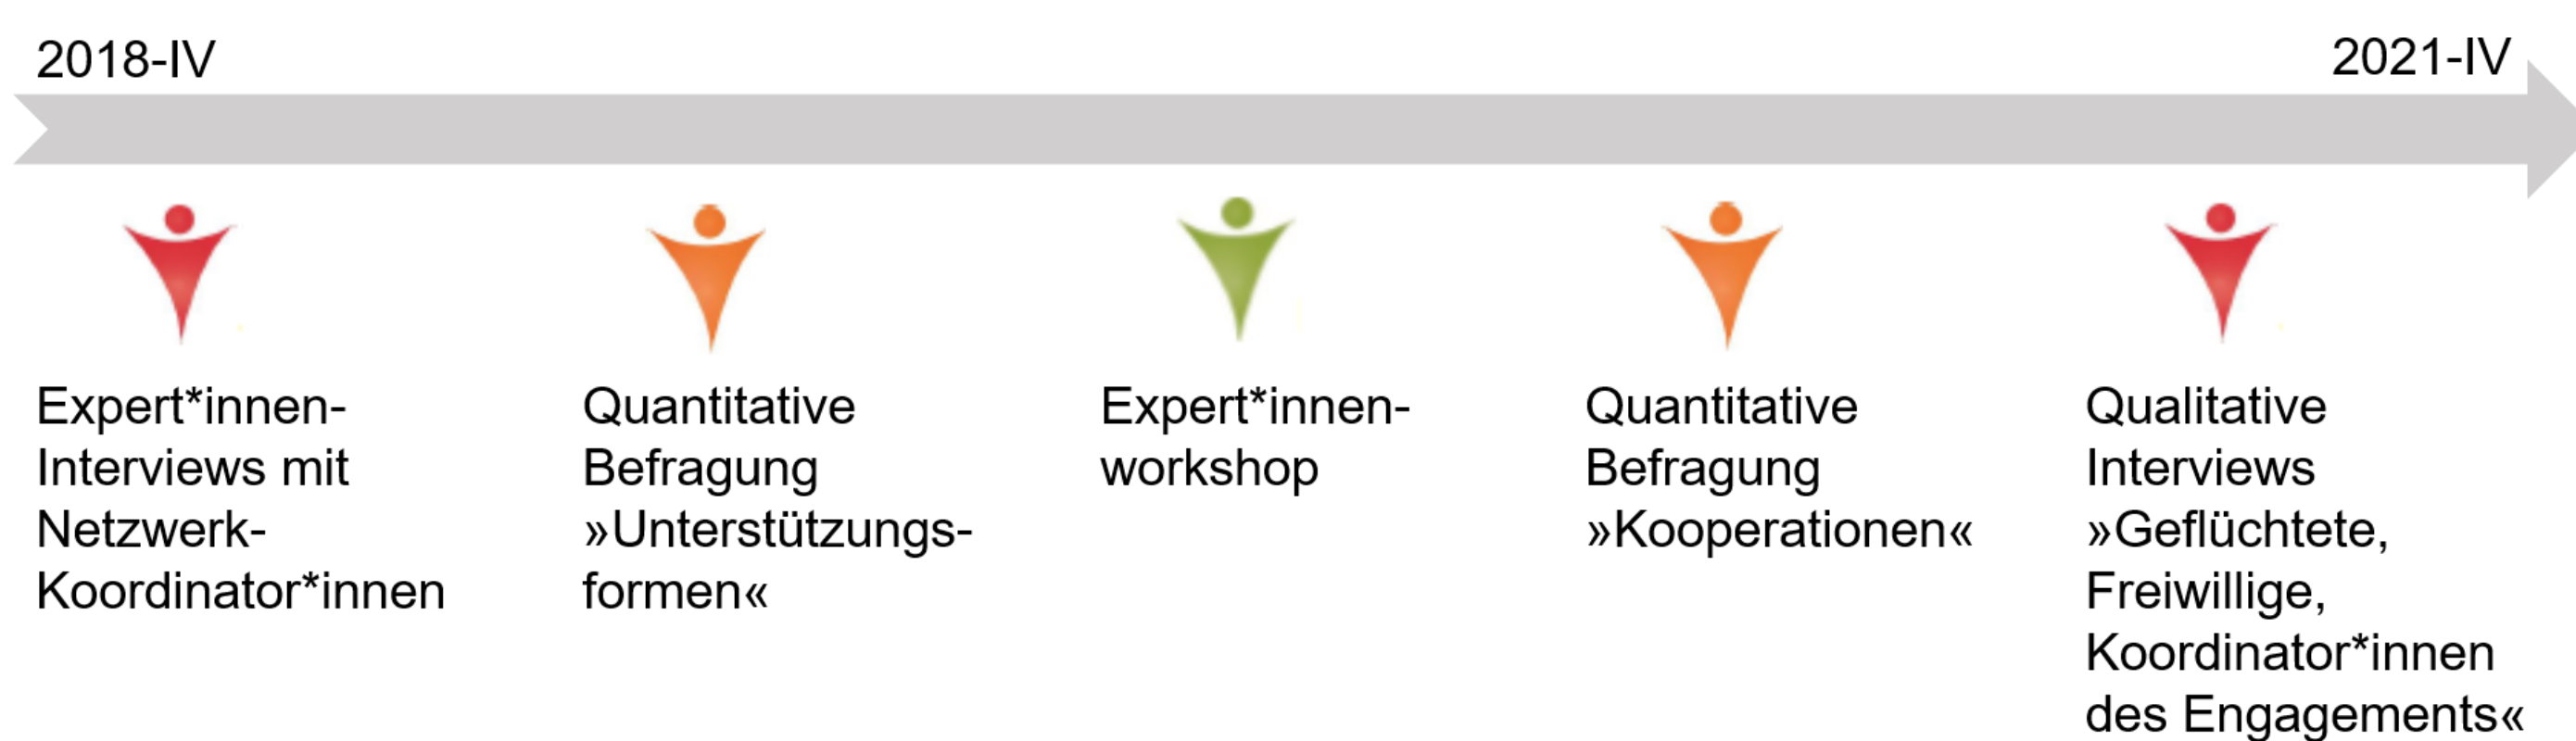 2018-IV
2021-IV
Expert*innen-
Interviews mit
Netzwerk-
Koordinator*innen
Quantitative
Befragung
»Unterstützungs-
formen«
Expert*innen-
workshop
Quantitative
Befragung
»Kooperationen«
Qualitative
Interviews
»Geflüchtete,
Freiwillige,
Koordinator*innen
des Engagements«